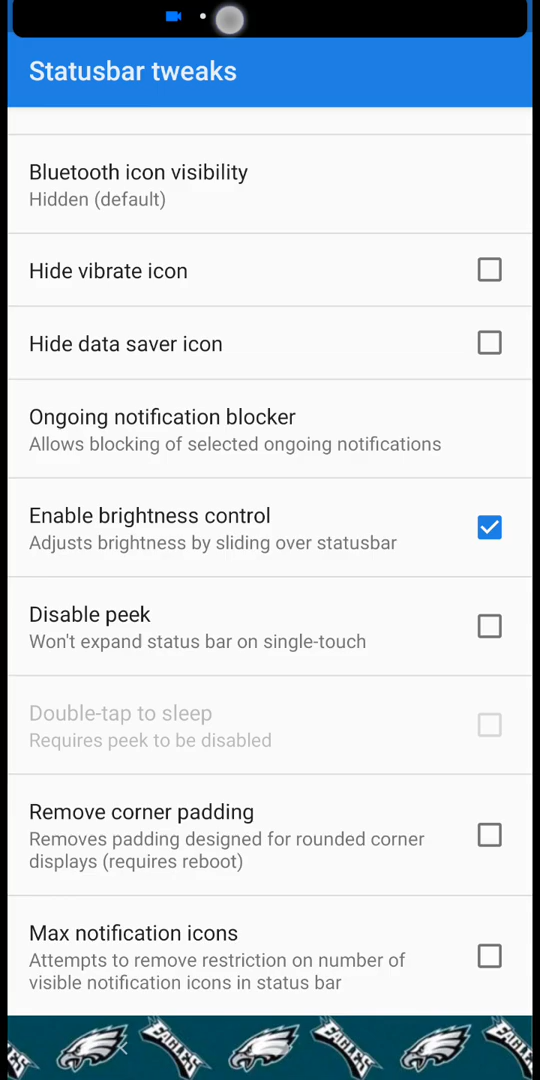 Statusbar tweaks
Bluetooth icon visibility
Hidden (default)
Hide vibrate icon
Hide data saver icon
Ongoing notification blocker
Allows blocking of selected ongoing notifications
Enable brightness control
Adjusts brightness by sliding over statusbar
Disable peek
Won't expand status bar on single-touch
Double-tap to sleep
Requires peek to be disabled
Remove corner padding
Removes padding designed for rounded corner
displays (requires reboot)
Max notification icons
Attempts to remove restriction on number of
visible notification icons in status bar
EAGLES EAGLES